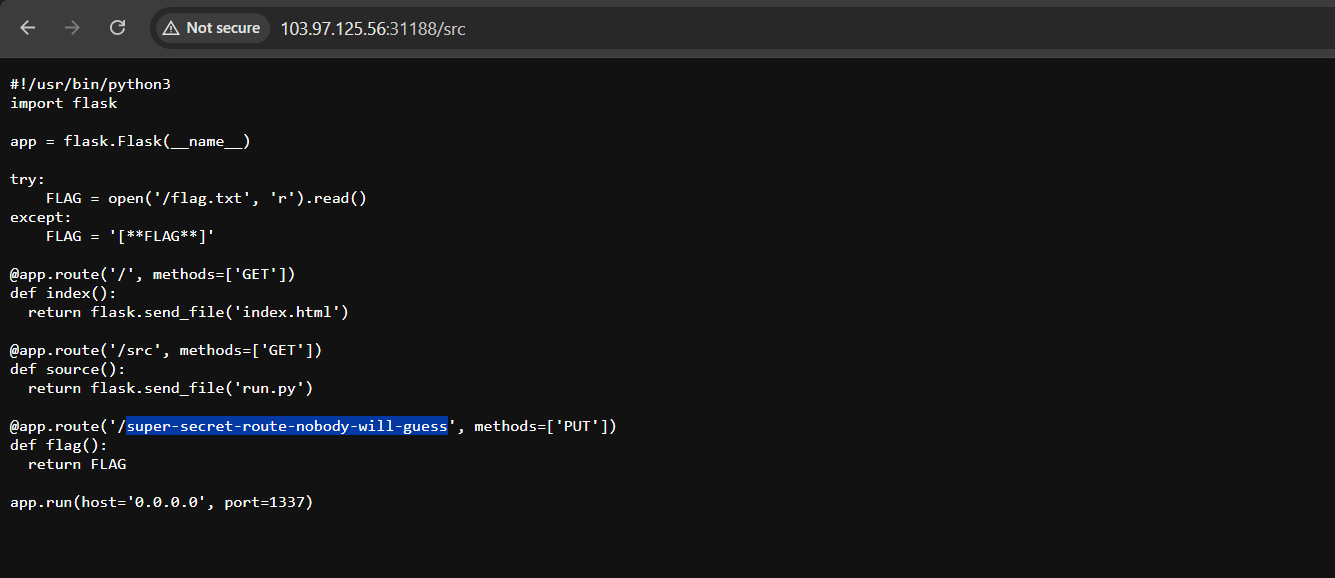 Not secure 103.97.125.56:31188/src
#!/usr/bin/python3
import flask
app = flask.Flask(__name__)
try:
    FLAG = open('/flag.txt', 'r').read()
except:
    FLAG = '[**FLAG**]'
@app.route('/', methods=['GET'])
def index():
  return flask.send_file('index.html')
@app.route('/src', methods=['GET'])
def source():
  return flask.send_file('run.py')
@app.route('/super-secret-route-nobody-will-guess', methods=['PUT'])
def flag():
  return FLAG
app.run(host='0.0.0.0', port=1337)